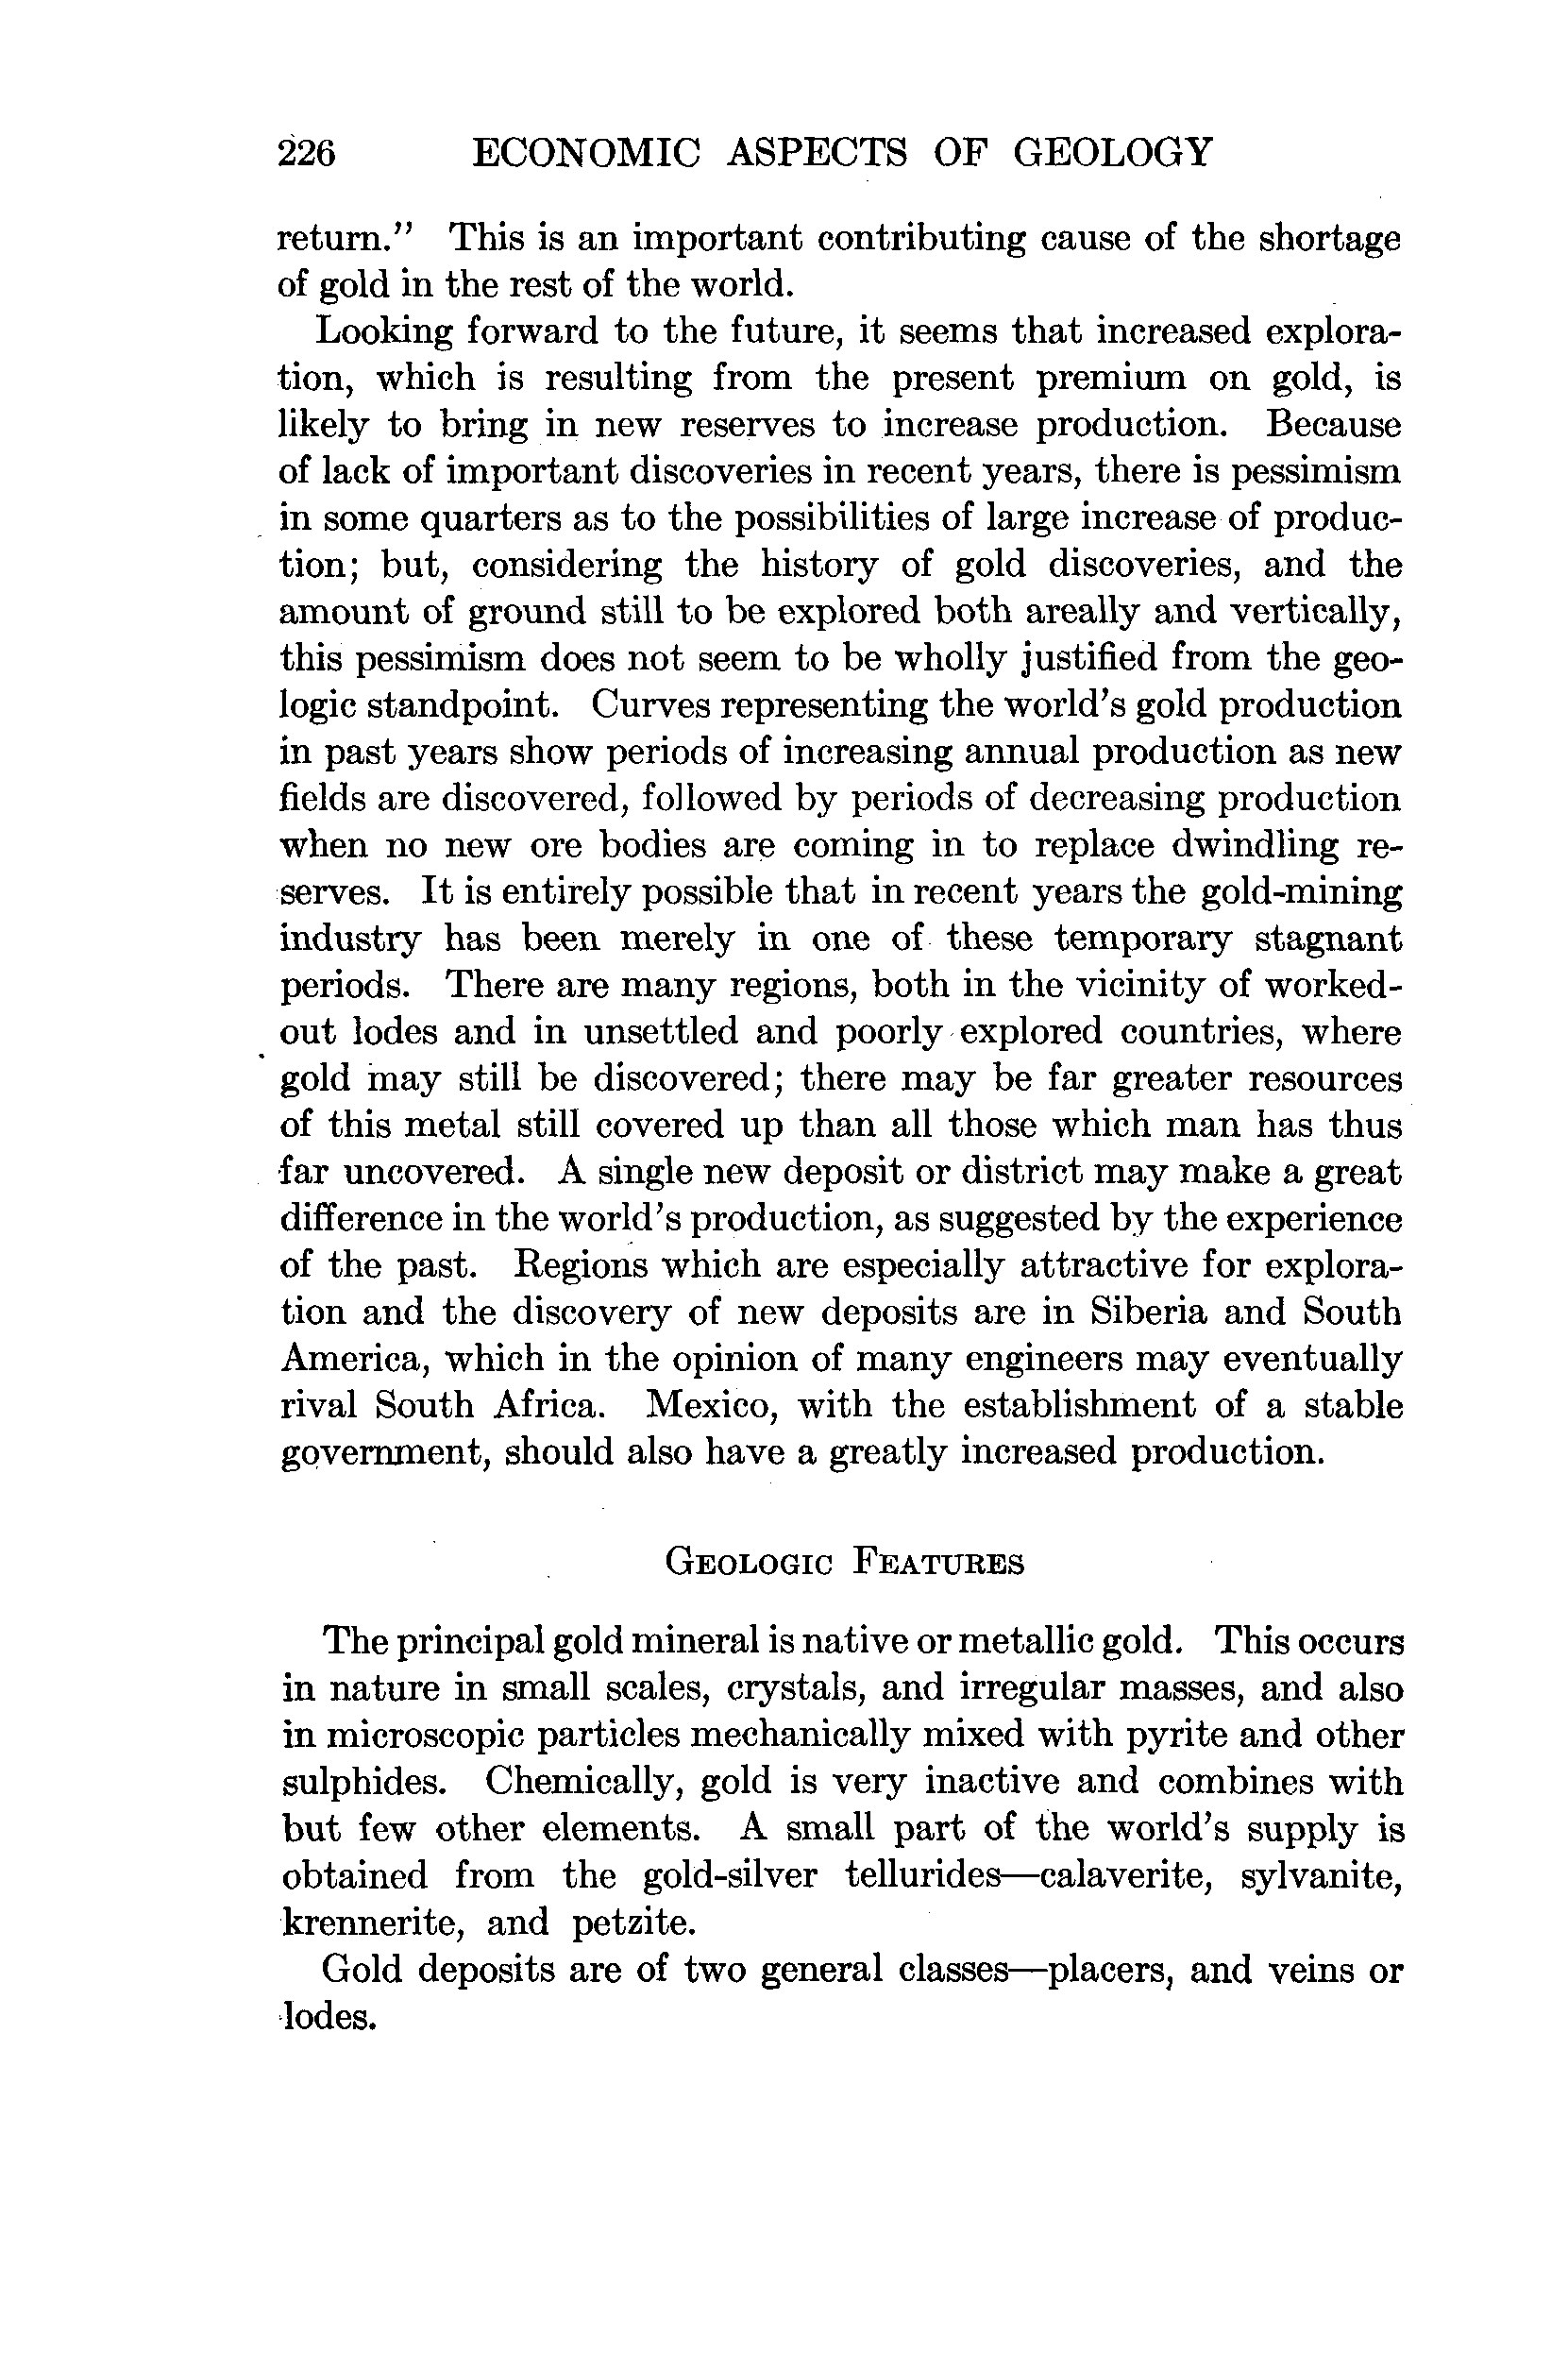 226 ECONOMIC ASPECTS OF GEOLOGY
return.” This is an important contributing cause of the shortage
of gold in the rest of the world.
Looking forward to the future, it seems that increased explora-
tion, which is resulting from the present premium on gold, is
likely to bring in new reserves to increase production. Because
of lack of important discoveries in recent years, there is pessimism
in some quarters as to the possibilities of large increase of produc-
tion; but, considering the history of gold discoveries, and the
amount of ground still to be explored both areally and vertically,
this pessimism does not seem to be wholly justified from the geo-
logic standpoint. Curves representing the world's gold production
in past years show periods of increasing annual production as new
fields are discovered, followed by periods of decreasing production
when no new ore bodies are coming in to replace dwindling re-
serves. It is entirely possible that in recent years the gold-mining
industry has been merely in one of these temporary stagnant
periods. There are many regions, both in the vicinity of worked-
out lodes and in unsettled and poorly explored countries, where
gold may still be discovered; there may be far greater resources
of this metal still covered up than all those which man has thus
far uncovered. A single new deposit or district may make a great
difference in the world's production, as suggested by the experience
of the past. Regions which are especially attractive for explora-
tion and the discovery of new deposits are in Siberia and South
America, which in the opinion of many engineers may eventually
rival South Africa. Mexico, with the establishment of a stable
government, should also have a greatly increased production.
GEOLOGIC FEATURES
The principal gold mineral is native or metallic gold. This occurs
in nature in small scales, crystals, and irregular masses, and also
in microscopic particles mechanically mixed with pyrite and other
sulphides. Chemically, gold is very inactive and combines with
but few other elements. A small part of the world's supply is
obtained from the gold-silver tellurides—calaverite, sylvanite,
krennerite, and petzite.
Gold deposits are of two general classes—placers, and veins or
lodes.